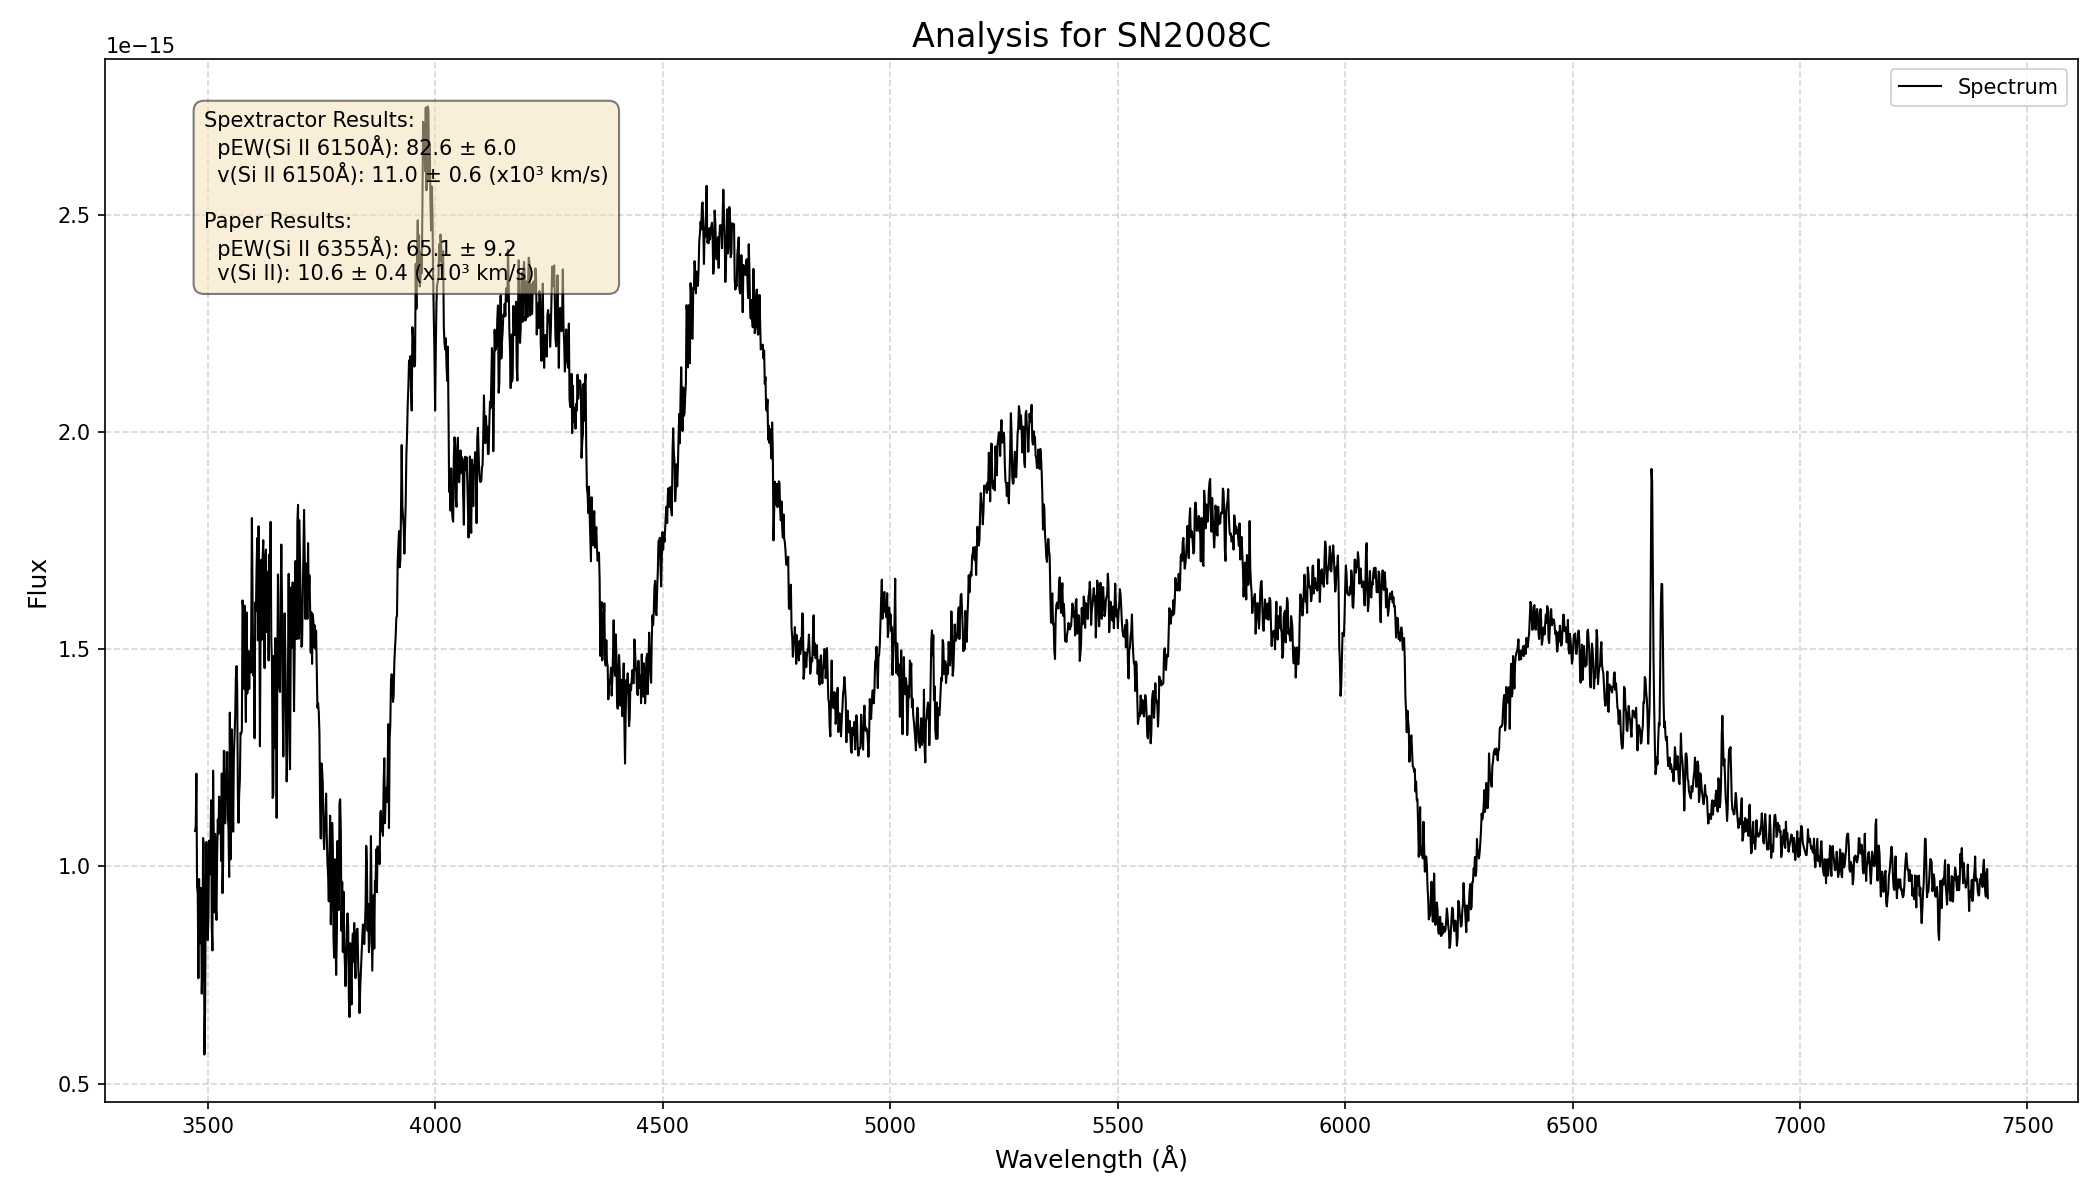 Analysis for SN2008C
1e−15
Spectrum
Spextractor Results:
pEW(Si II 6150Å): 82.6 ± 6.0
v(Si II 6150Å): 11.0 ± 0.6 (x10³ km/s)
Paper Results:
pEW(Si II 6355Å): 65.1 ± 9.2
v(Si II): 10.6 ± 0.4 (x10³ km/s)
2.5
2.0
1.5
1.0
0.5
Flux
3500 4000 4500 5000 5500 6000 6500 7000 7500
Wavelength (Å)